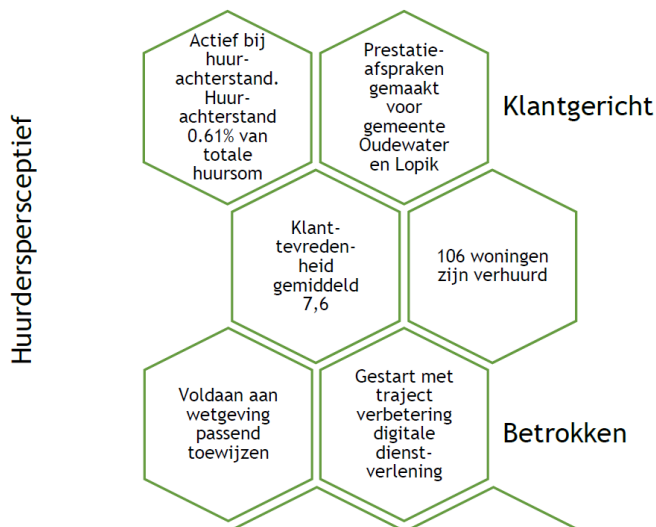 Huurderspersceptief
Actief bij
huur-
achterstand.
Huur-
achterstand
0.61% van
totale
huursom
Prestatie-
afspraken
gemaakt
voor
gemeente
Oudewater
en Lopik
Klantgericht
Klant-
tevreden-
heid
gemiddeld
7,6
106 woningen
zijn verhuurd
Voldaan aan
wetgeving
passend
toewijzen
Gestart met
traject
verbetering
digitale
dienst-
verlening
Betrokken